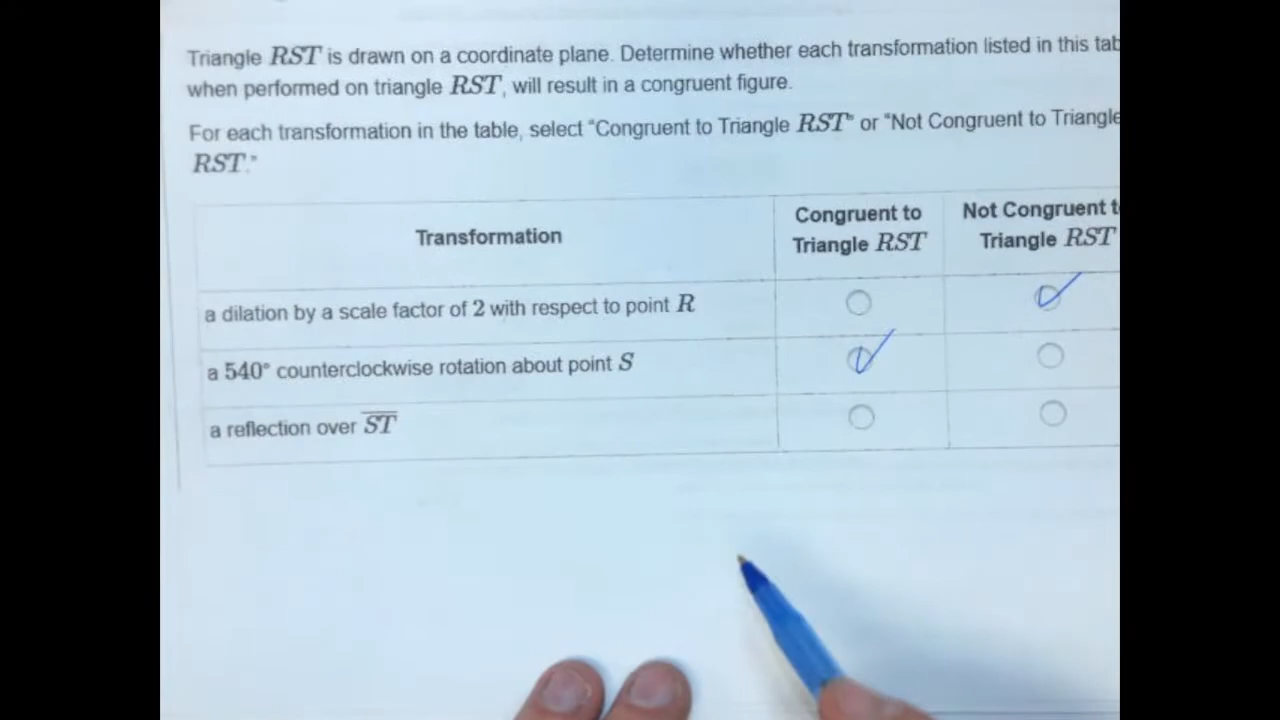 Triangle RST is drawn on a coordinate plane. Determine whether each transformation listed in this
when performed on triangle RST, will result in a congruent figure.
For each transformation in the table, select “Congruent to Triangle RST” or “Not Congruent to Triangle
RST.”
Transformation
Congruent to
Triangle RST
Not Congruent
Triangle RST
a dilation by a scale factor of 2 with respect to point R
a 540° counterclockwise rotation about point S
a reflection over S̅T̅